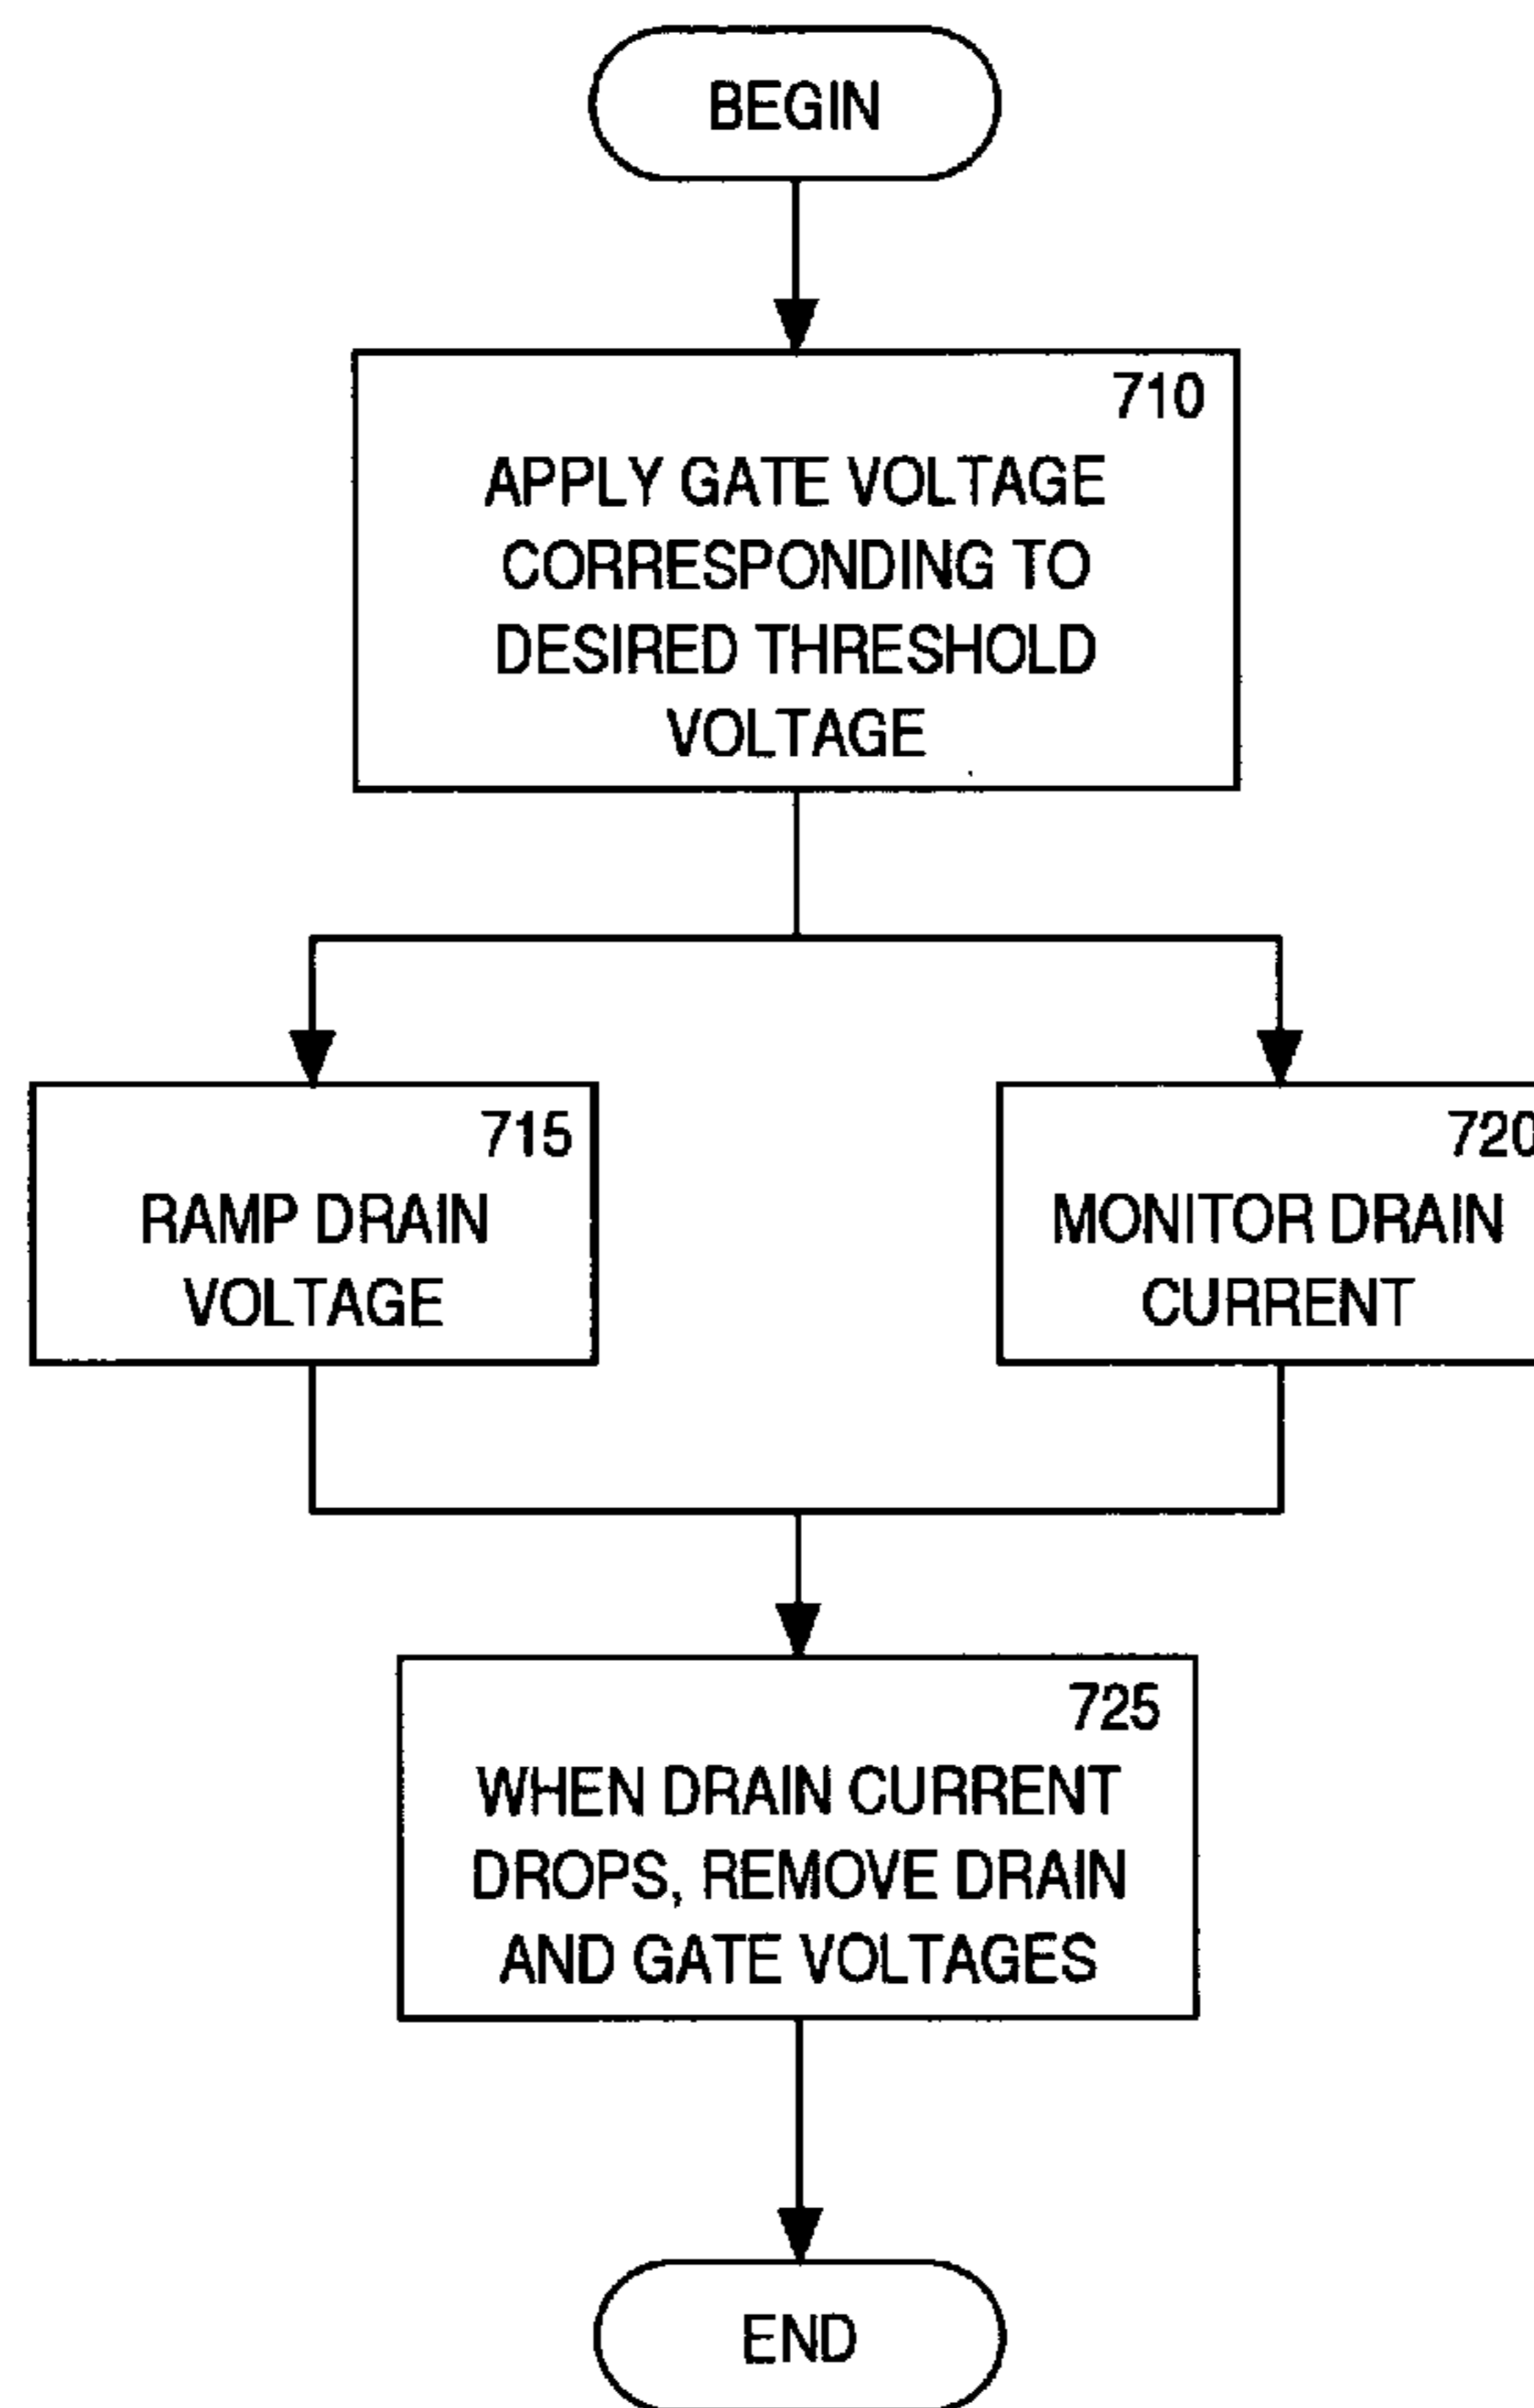 BEGIN
710
APPLY GATE VOLTAGE
CORRESPONDING TO
DESIRED THRESHOLD
VOLTAGE
715
RAMP DRAIN
VOLTAGE
720
MONITOR DRAIN
CURRENT
725
WHEN DRAIN CURRENT
DROPS, REMOVE DRAIN
AND GATE VOLTAGES
END